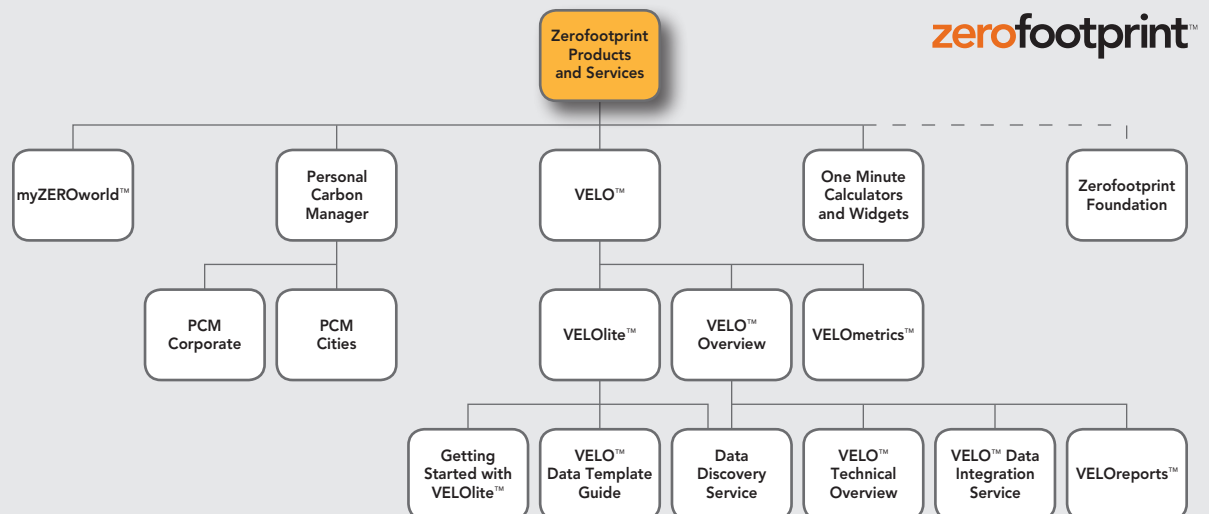 Zerofootprint
Products
and Services
zerofootprint™
myZEROworld™
Personal
Carbon
Manager
VELO™
One Minute
Calculators
and Widgets
Zerofootprint
Foundation
PCM
Corporate
PCM
Cities
VELOlite™
VELO™
Overview
VELOmetrics™
Getting
Started with
VELOlite™
VELO™
Data Template
Guide
Data
Discovery
Service
VELO™
Technical
Overview
VELO™ Data
Integration
Service
VELOreports™